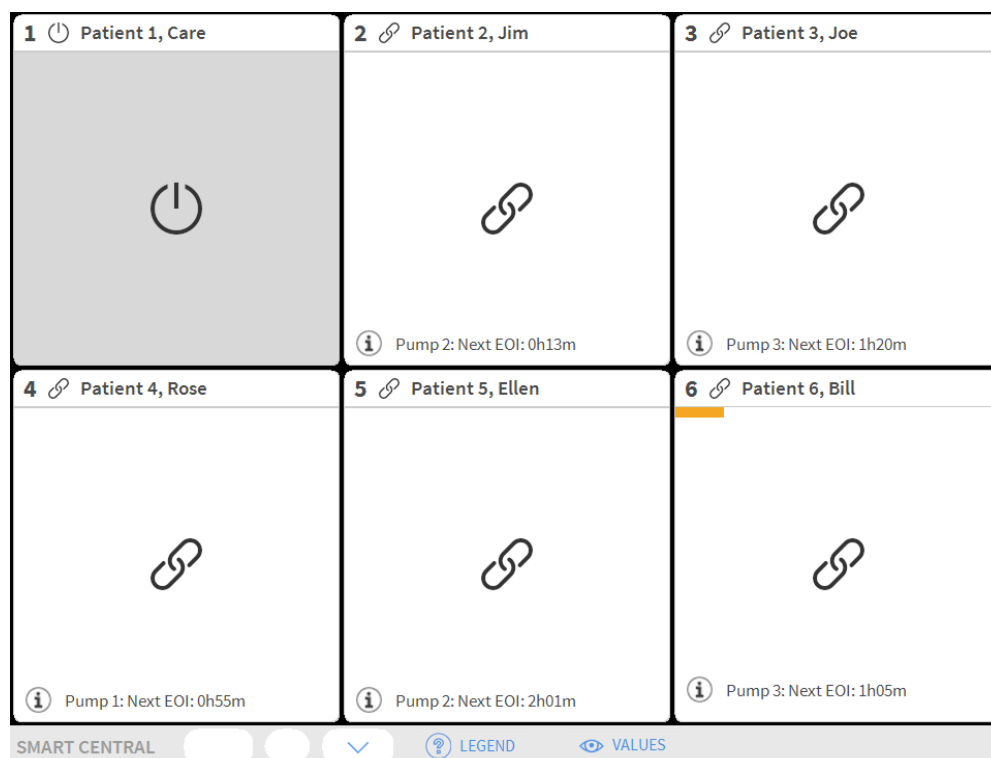 1 Patient 1, Care
2 Patient 2, Jim
3 Patient 3, Joe
Pump 2: Next EOI: 0h13m
Pump 3: Next EOI: 1h20m
4 Patient 4, Rose
5 Patient 5, Ellen
6 Patient 6, Bill
Pump 1: Next EOI: 0h55m
Pump 2: Next EOI: 2h01m
Pump 3: Next EOI: 1h05m
SMART CENTRAL
LEGEND
VALUES